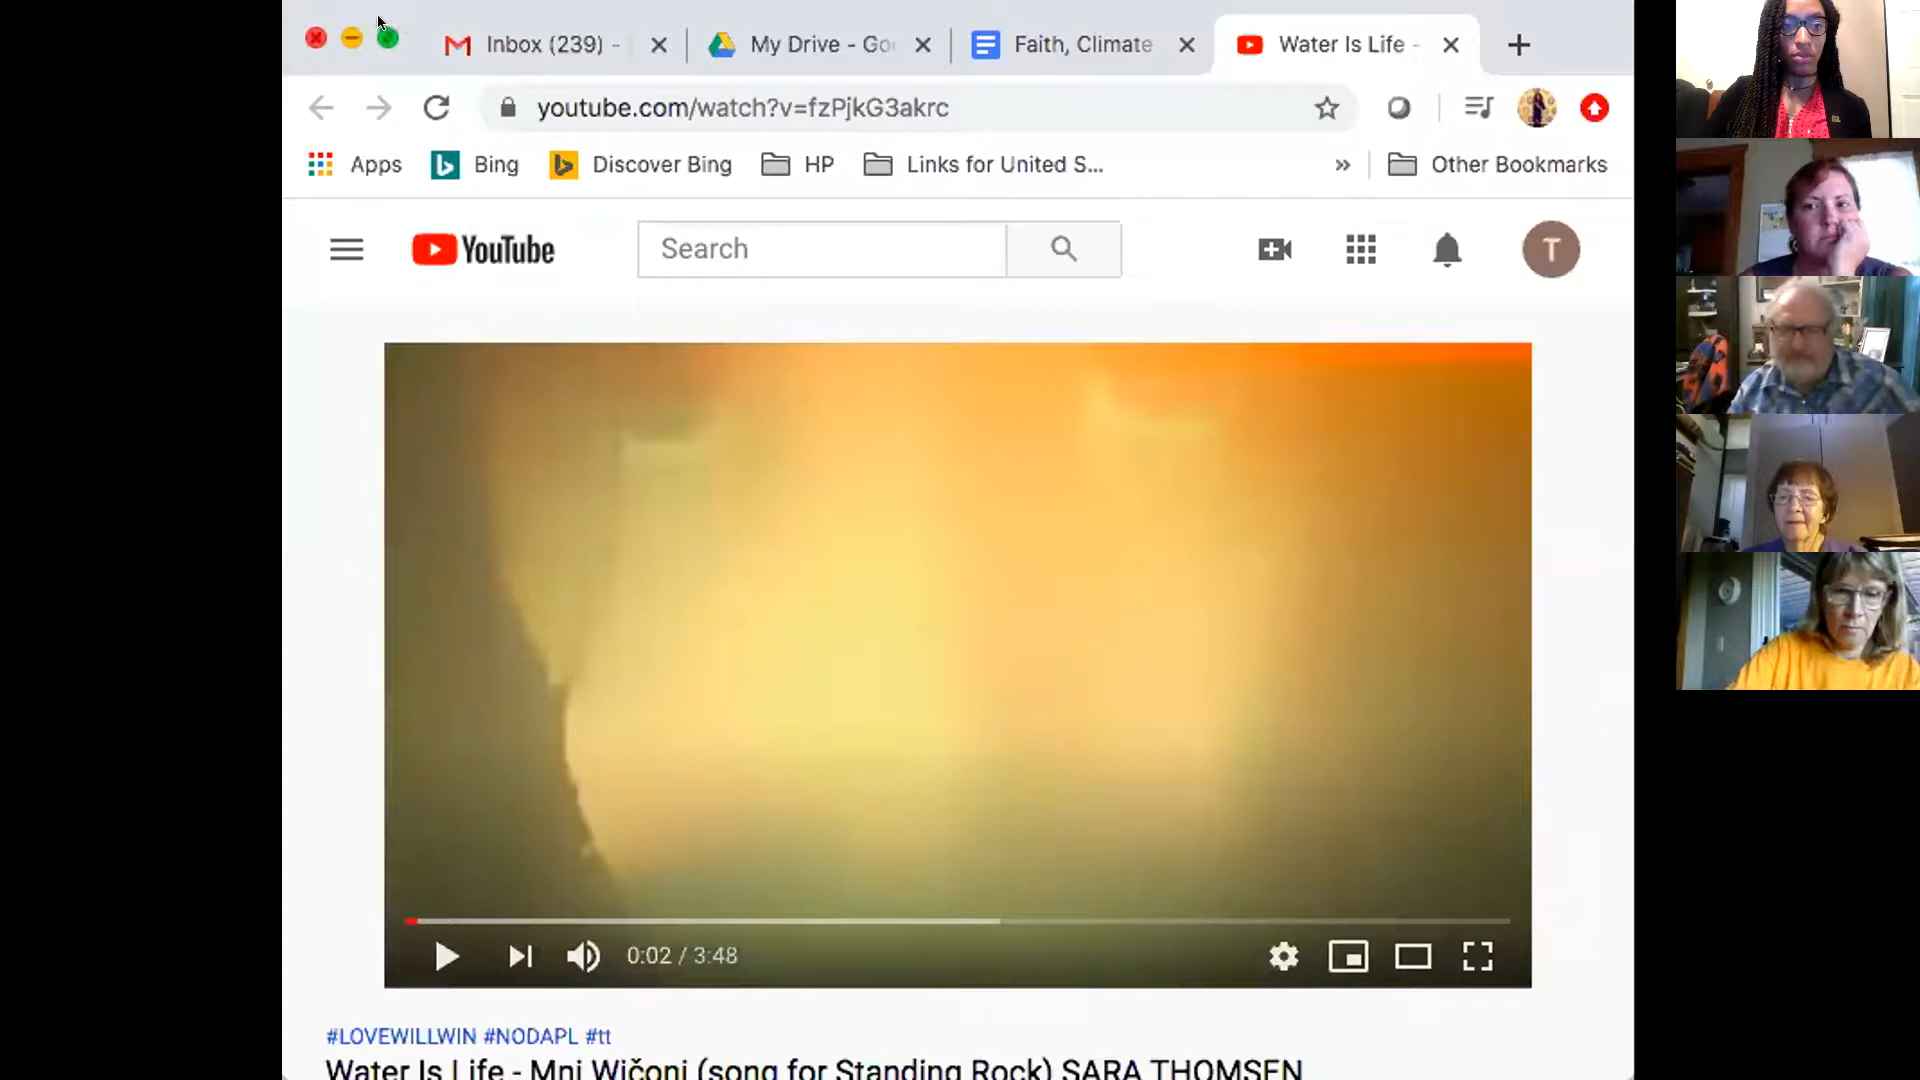 Inbox (239) -
My Drive - Go
Faith, Climate
Water Is Life -
youtube.com/watch?v=fzPjkG3akrc
Apps
Bing
Discover Bing
HP
Links for United S...
»
Other Bookmarks
YouTube
Search
T
0:02 / 3:48
#LOVEWILLWIN #NODAPL #tt
Water Is Life - Mni Wičoni (song for Standing Rock) SARA THOMSEN